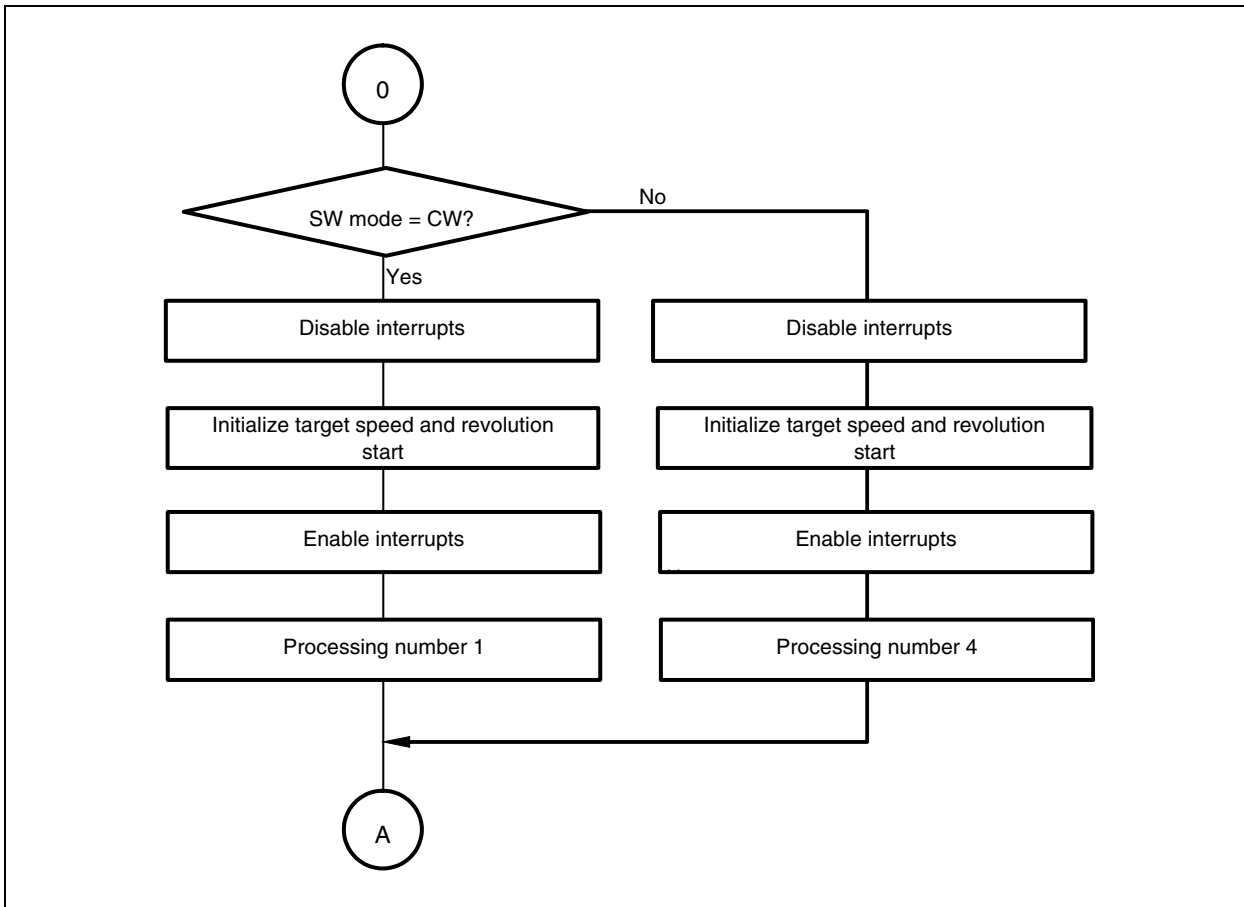 0
SW mode = CW?
No
Yes
Disable interrupts
Disable interrupts
Initialize target speed and revolution
start
Initialize target speed and revolution
start
Enable interrupts
Enable interrupts
Processing number 1
Processing number 4
A